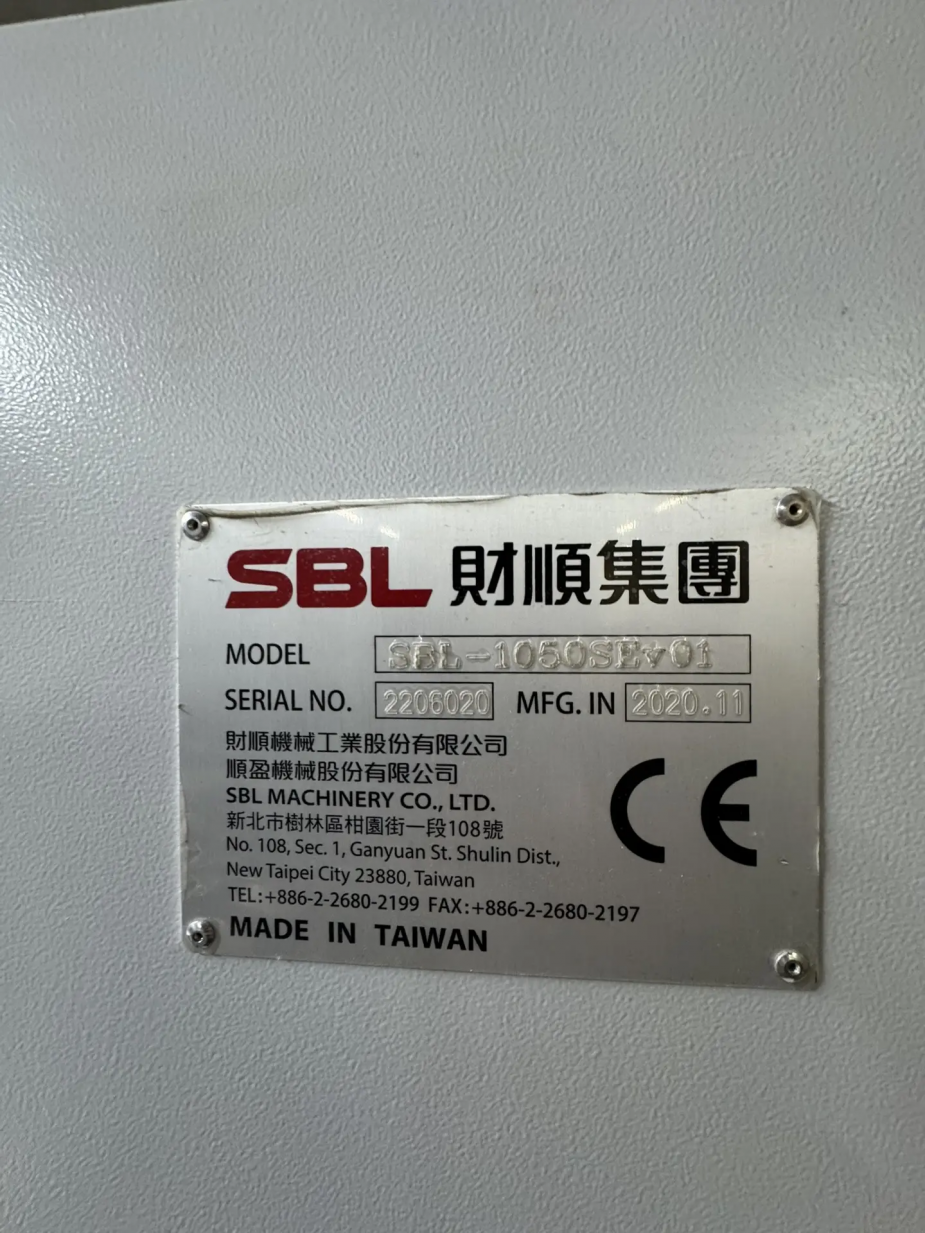 SBL 財順集團
MODEL SBL-1050SEv01
SERIAL NO. 2206020 MFG. IN 2020.11
財順機械工業股份有限公司
順盈機械股份有限公司
SBL MACHINERY CO., LTD.
新北市樹林區柑園街一段108號
No. 108, Sec. 1, Ganyuan St. Shulin Dist.,
New Taipei City 23880, Taiwan
TEL:+886-2-2680-2199 FAX:+886-2-2680-2197
MADE IN TAIWAN
CE